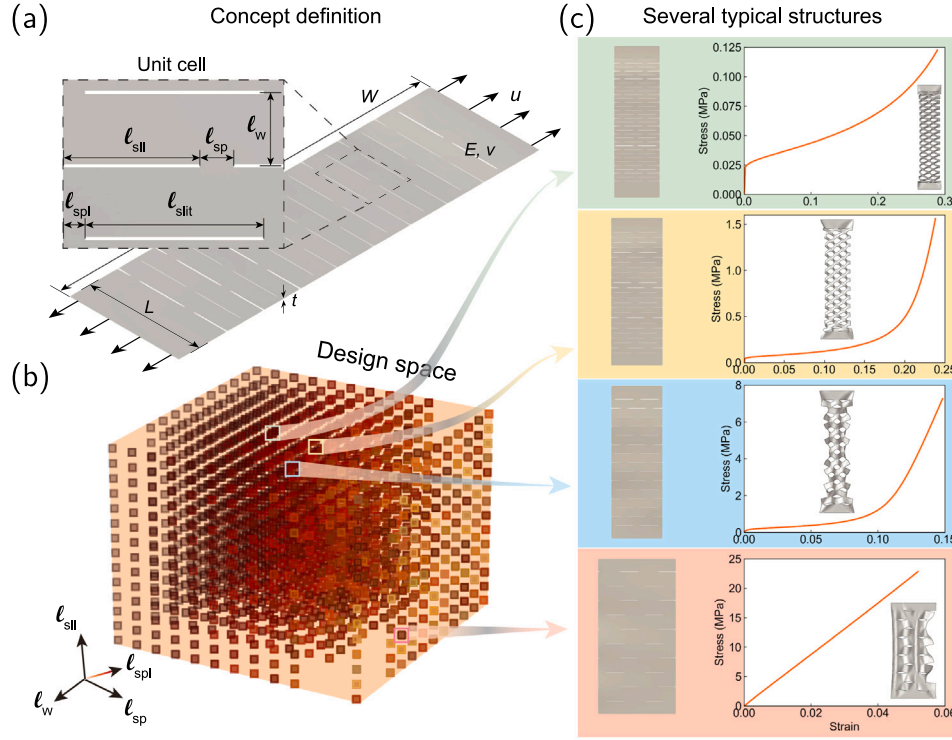 (a)
Concept definition
Unit cell
W
u
ℓw
ℓsll
ℓsp
E, ν
ℓspl
ℓslit
L
t
(b)
Design space
ℓsll
ℓspl
ℓw
ℓsp
(c)
Several typical structures
Stress (MPa)
0.125
0.100
0.075
0.050
0.025
0.000
0.0 0.1 0.2 0.3
Stress (MPa)
1.5
1.0
0.5
0.0
0.00 0.05 0.10 0.15 0.20 0.25
Stress (MPa)
8
6
4
2
0
0.00 0.05 0.10 0.15
Stress (MPa)
25
20
15
10
5
0
0.00 0.02 0.04 0.06
Strain